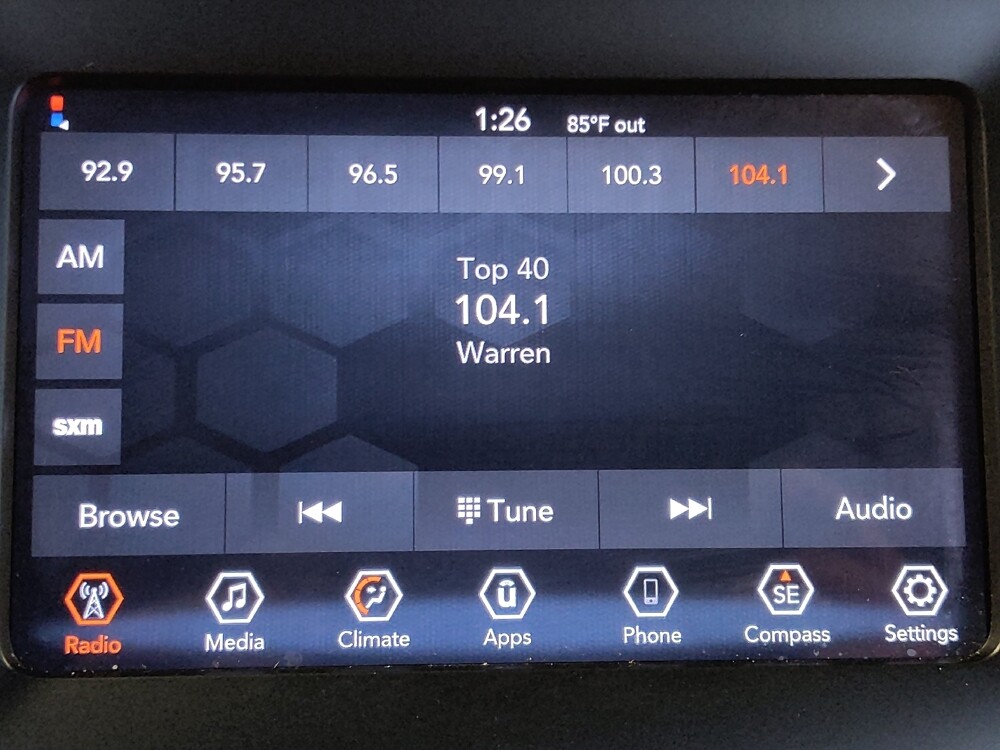 1:26 85°F out
92.9 95.7 96.5 99.1 100.3 104.1
AM
FM
sxm
Top 40
104.1
Warren
Browse Tune Audio
Radio Media Climate Apps Phone Compass Settings
û
SE